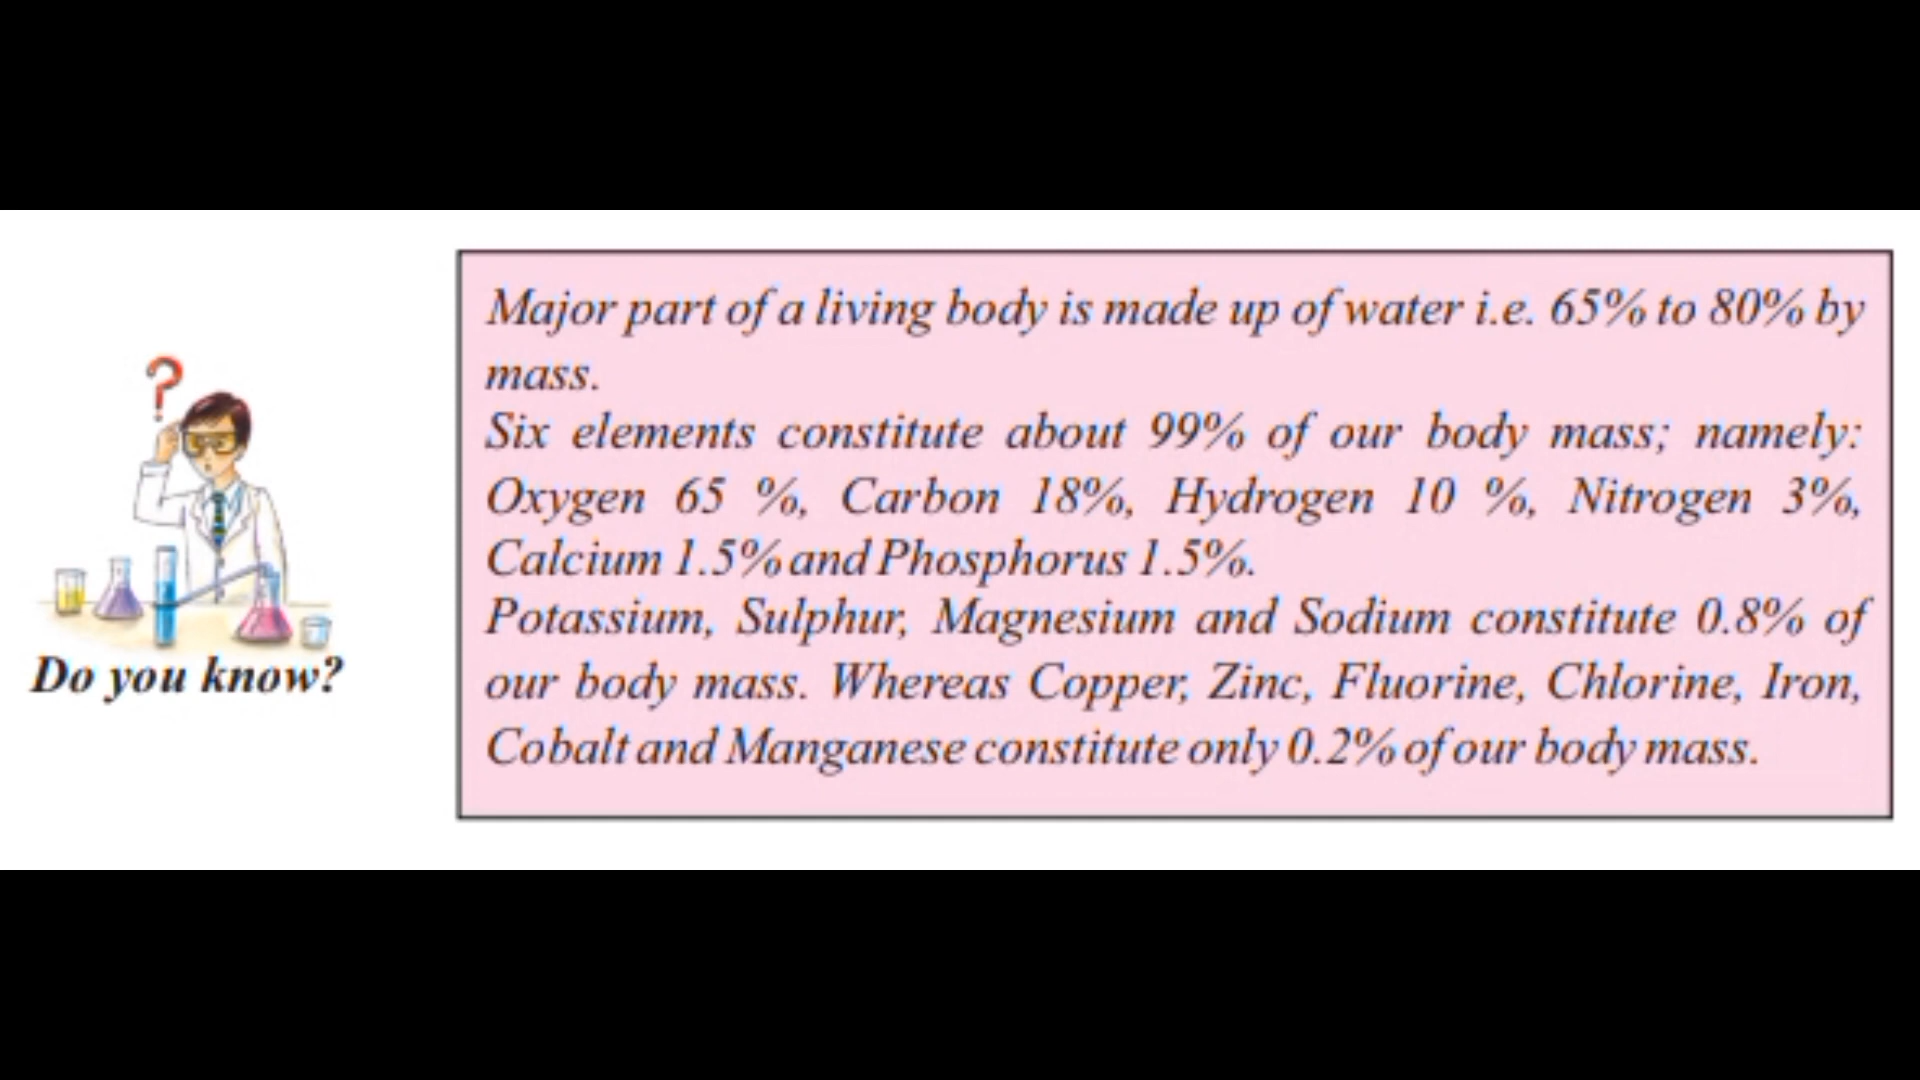 Major part of a living body is made up of water i.e. 65% to 80% by
mass.
Six elements constitute about 99% of our body mass; namely:
Oxygen 65 %, Carbon 18%, Hydrogen 10 %, Nitrogen 3%,
Calcium 1.5% and Phosphorus 1.5%.
Potassium, Sulphur, Magnesium and Sodium constitute 0.8% of
our body mass. Whereas Copper, Zinc, Fluorine, Chlorine, Iron,
Cobalt and Manganese constitute only 0.2% of our body mass.
?
Do you know?